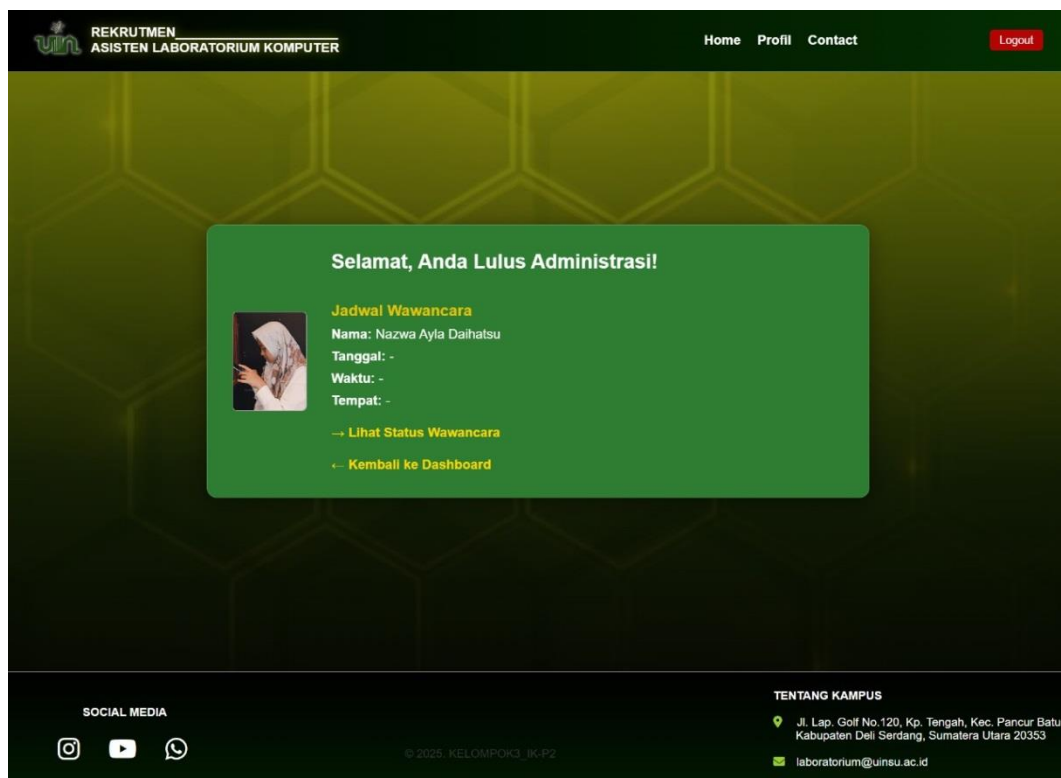 uin
REKRUTMEN
ASISTEN LABORATORIUM KOMPUTER
Home Profil Contact
Logout
Selamat, Anda Lulus Administrasi!
Jadwal Wawancara
Nama: Nazwa Ayla Daihatsu
Tanggal: -
Waktu: -
Tempat: -
→ Lihat Status Wawancara
← Kembali ke Dashboard
SOCIAL MEDIA
© 2025. KELOMPOK3_IK-P2
TENTANG KAMPUS
Jl. Lap. Golf No.120, Kp. Tengah, Kec. Pancur Batu
Kabupaten Deli Serdang, Sumatera Utara 20353
laboratorium@uinsu.ac.id